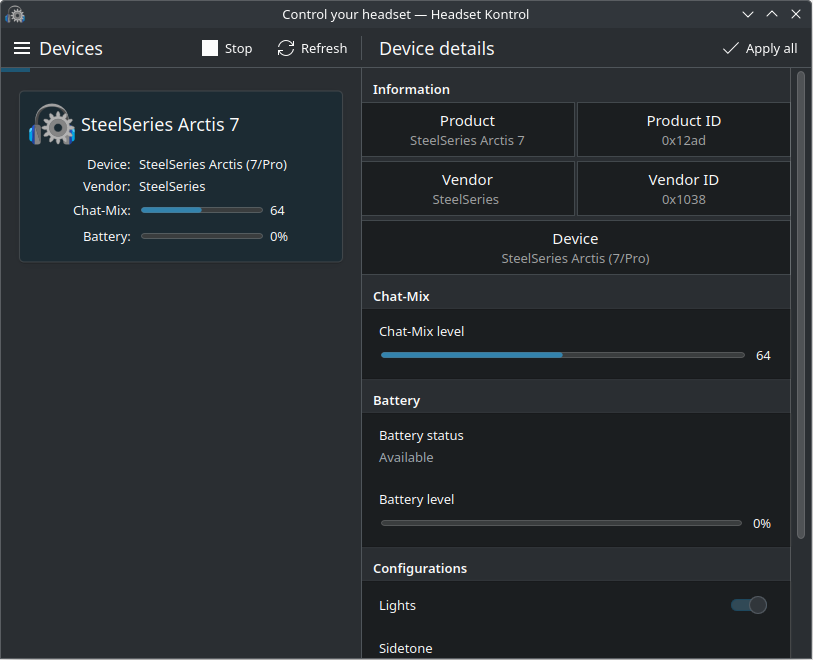 Control your headset — Headset Kontrol
Devices
Stop
Refresh
Device details
Apply all
SteelSeries Arctis 7
Device: SteelSeries Arctis (7/Pro)
Vendor: SteelSeries
Chat-Mix: 64
Battery: 0%
Information
Product
SteelSeries Arctis 7
Product ID
0x12ad
Vendor
SteelSeries
Vendor ID
0x1038
Device
SteelSeries Arctis (7/Pro)
Chat-Mix
Chat-Mix level
64
Battery
Battery status
Available
Battery level
0%
Configurations
Lights
Sidetone